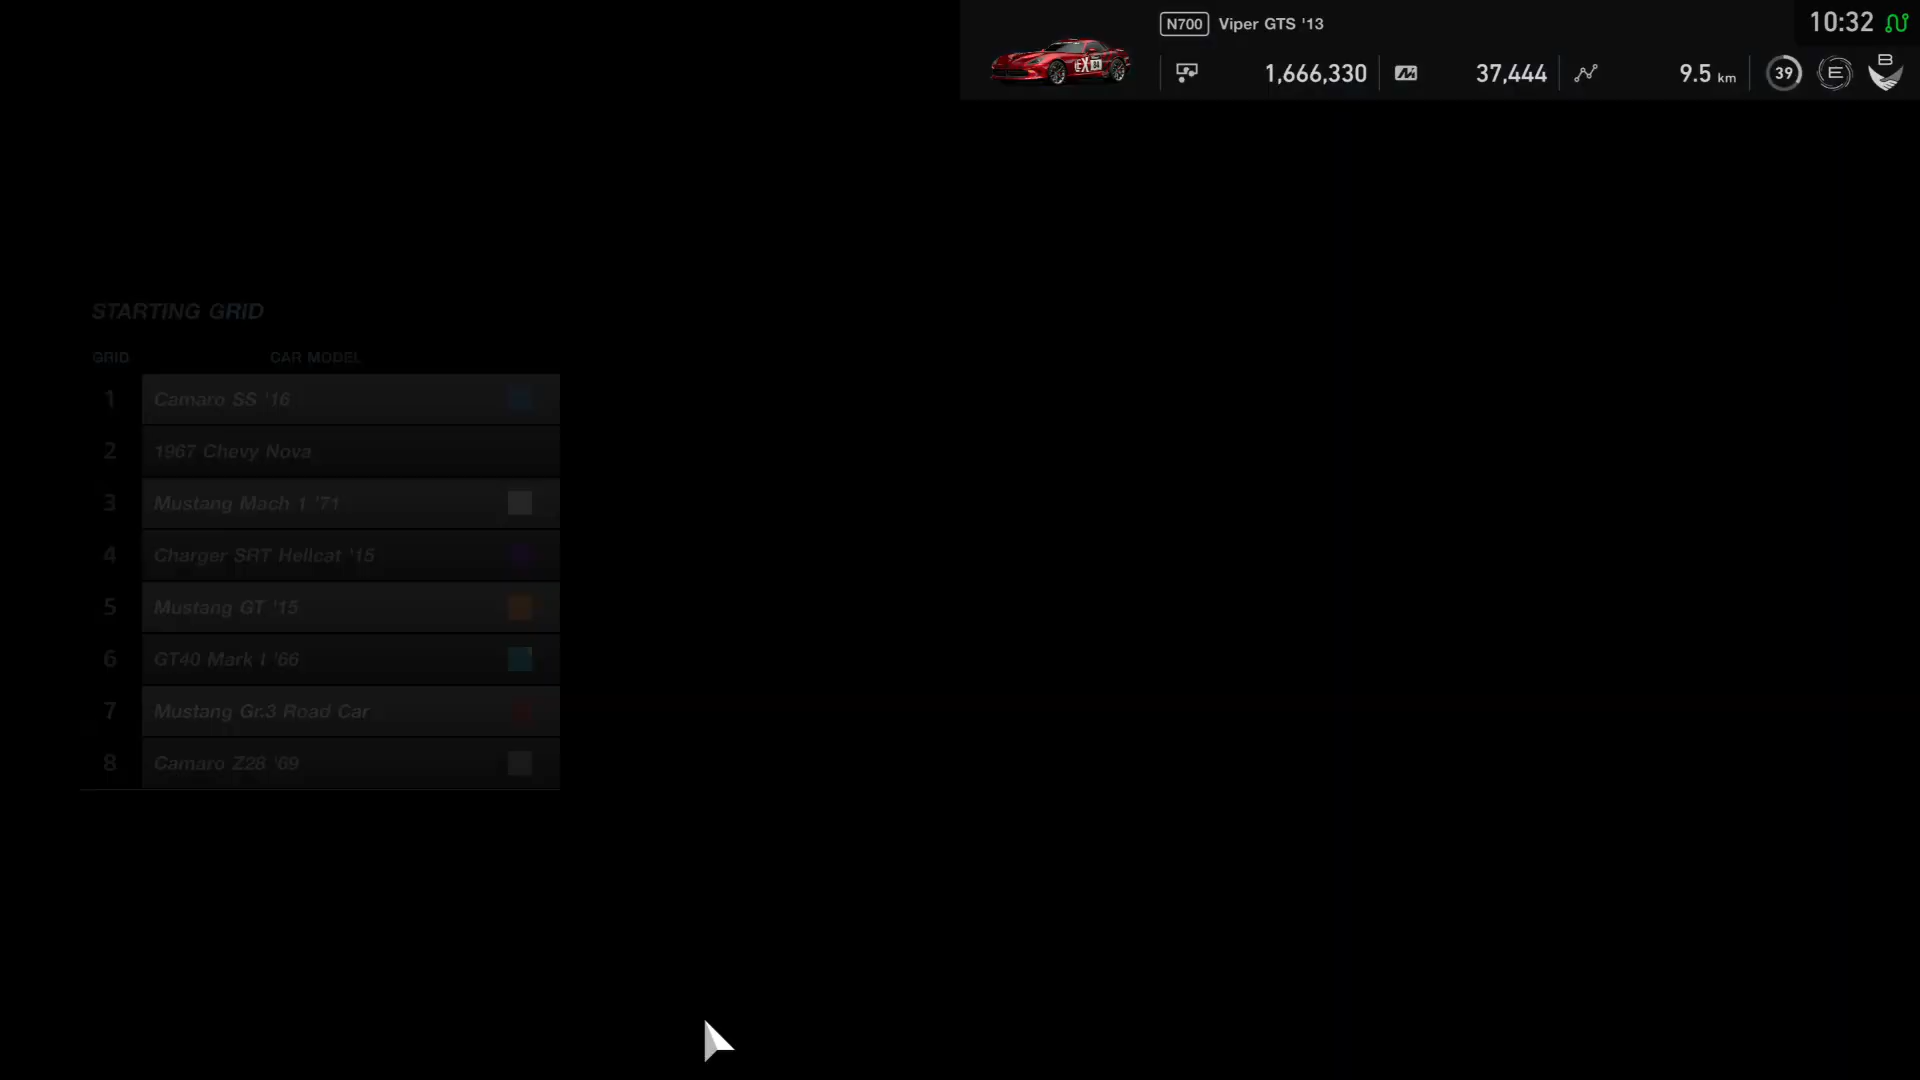 N700 Viper GTS '13
10:32
1,666,330
37,444
9.5 km
39
E
B
EX 84
STARTING GRID
GRID CAR MODEL
1 Camaro SS '16
2 1967 Chevy Nova
3 Mustang Mach 1 '71
4 Charger SRT Hellcat '15
5 Mustang GT '15
6 GT40 Mark I '66
7 Mustang Gr.3 Road Car
8 Camaro Z28 '69